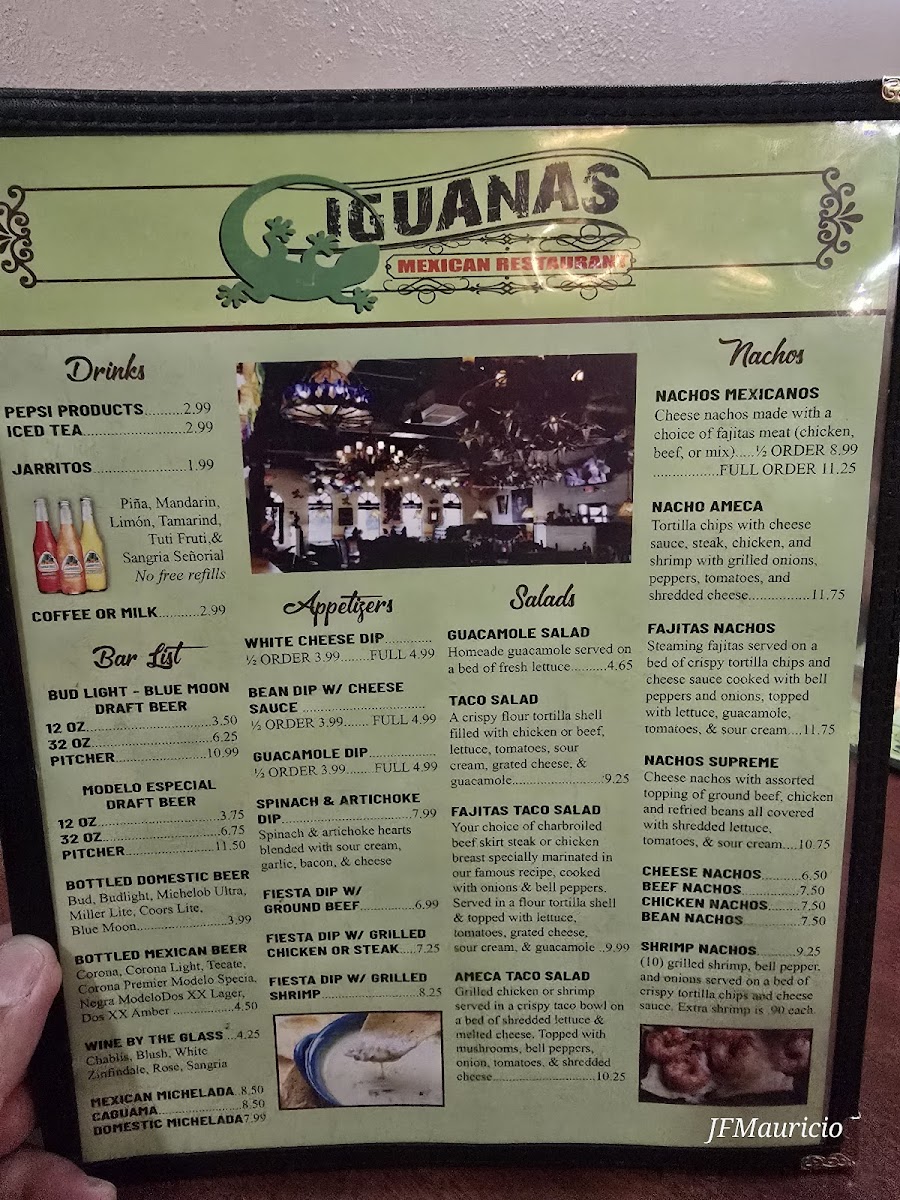 IGUANAS
MEXICAN RESTAURANT
Drinks
PEPSI PRODUCTS.........2.99
ICED TEA.......................2.99
JARRITOS.....................1.99
Piña, Mandarin,
Limón, Tamarind,
Tuti Fruti,&
Sangria Señorial
No free refills
COFFEE OR MILK..........2.99
Bar List
BUD LIGHT - BLUE MOON
DRAFT BEER
12 OZ............................3.50
32 OZ............................6.25
PITCHER.....................10.99
MODELO ESPECIAL
DRAFT BEER
12 OZ............................3.75
32 OZ............................6.75
PITCHER.....................11.50
BOTTLED DOMESTIC BEER
Bud, Budlight, Michelob Ultra,
Miller Lite, Coors Lite,
Blue Moon.......................3.99
BOTTLED MEXICAN BEER
Corona, Corona Light, Tecate,
Corona Premier Modelo Specia,
Negra ModeloDos XX Lager,
Dos XX Amber .................4.50
WINE BY THE GLASS...4.25
Chablis, Blush, White
Zinfindale, Rose, Sangria
MEXICAN MICHELADA..8.50
CAGUAMA....................8.50
DOMESTIC MICHELADA7.99
Appetizers
WHITE CHEESE DIP............
½ ORDER 3.99........FULL 4.99
BEAN DIP W/ CHEESE
SAUCE ...............................
½ ORDER 3.99....... FULL 4.99
GUACAMOLE DIP.................
½ ORDER 3.99.......FULL 4.99
SPINACH & ARTICHOKE
DIP................................7.99
Spinach & artichoke hearts
blended with sour cream,
garlic, bacon, & cheese
FIESTA DIP W/
GROUND BEEF.............6.99
FIESTA DIP W/ GRILLED
CHICKEN OR STEAK....7.25
FIESTA DIP W/ GRILLED
SHRIMP.........................8.25
Salads
GUACAMOLE SALAD
Homeade guacamole served on
a bed of fresh lettuce..........4.65
TACO SALAD
A crispy flour tortilla shell
filled with chicken or beef,
lettuce, tomatoes, sour
cream, grated cheese, &
guacamole........................9.25
FAJITAS TACO SALAD
Your choice of charbroiled
beef skirt steak or chicken
breast specially marinated in
our famous recipe, cooked
with onions & bell peppers.
Served in a flour tortilla shell
& topped with lettuce,
tomatoes, grated cheese,
sour cream, & guacamole ..9.99
AMECA TACO SALAD
Grilled chicken or shrimp
served in a crispy taco bowl on
a bed of shredded lettuce &
melted cheese, Topped with
mushrooms, bell peppers,
onion, tomatoes, & shredded
cheese..............................10.25
Nachos
NACHOS MEXICANOS
Cheese nachos made with a
choice of fajitas meat (chicken,
beef, or mix).....½ ORDER 8.99
..................FULL ORDER 11.25
NACHO AMECA
Tortilla chips with cheese
sauce, steak, chicken, and
shrimp with grilled onions,
peppers, tomatoes, and
shredded cheese................11.75
FAJITAS NACHOS
Steaming fajitas served on a
bed of crispy tortilla chips and
cheese sauce cooked with bell
peppers and onions, topped
with lettuce, guacamole,
tomatoes, & sour cream....11.75
NACHOS SUPREME
Cheese nachos with assorted
topping of ground beef, chicken
and refried beans all covered
with shredded lettuce,
tomatoes, & sour cream....10.75
CHEESE NACHOS..........6.50
BEEF NACHOS...............7.50
CHICKEN NACHOS........7.50
BEAN NACHOS..............7.50
SHRIMP NACHOS..........9.25
(10) grilled shrimp, bell pepper,
and onions served on a bed of
crispy tortilla chips and cheese
sauce. Extra shrimp is .90 each.
JFMauricio